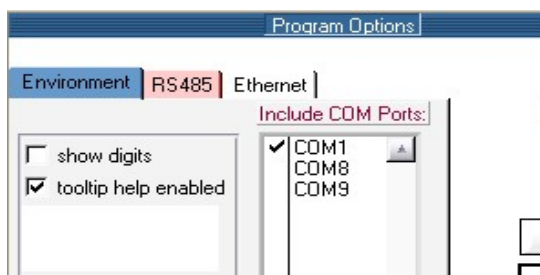 Program Options
Environment RS485 Ethernet
Include COM Ports:
show digits
tooltip help enabled
COM1
COM8
COM9